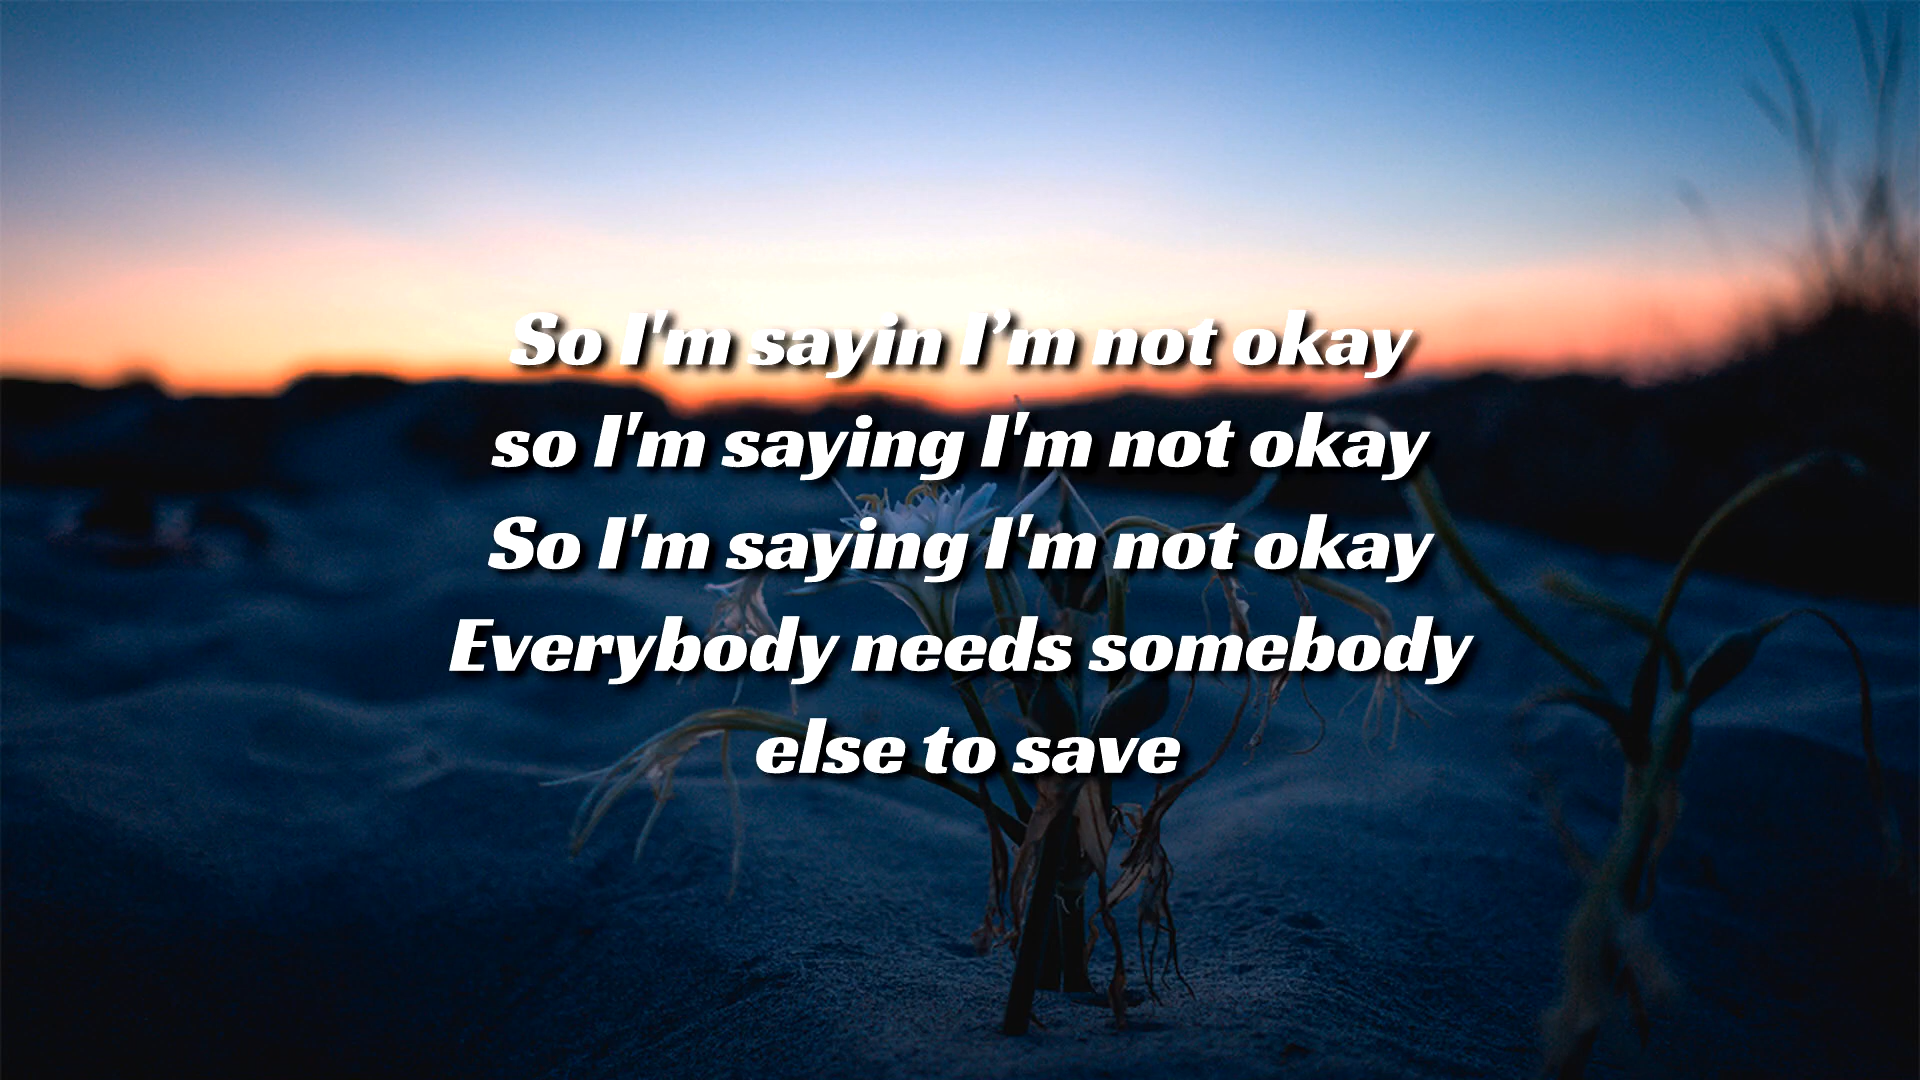 So I'm sayin I’m not okay
so I'm saying I'm not okay
So I'm saying I'm not okay
Everybody needs somebody
else to save